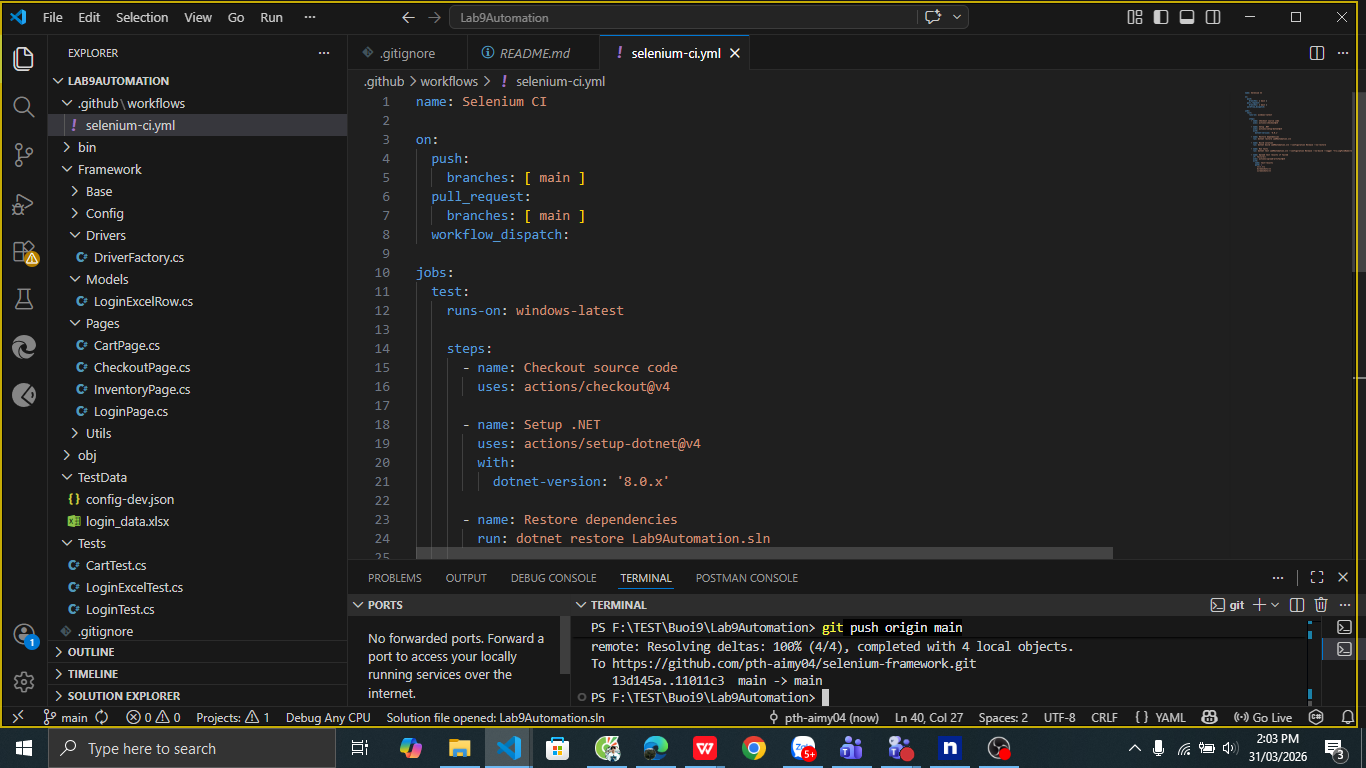 File Edit Selection View Go Run ···
Lab9Automation
EXPLORER
LAB9AUTOMATION
.github\workflows
selenium-ci.yml
bin
Framework
Base
Config
Drivers
DriverFactory.cs
Models
LoginExcelRow.cs
Pages
CartPage.cs
CheckoutPage.cs
InventoryPage.cs
LoginPage.cs
Utils
obj
TestData
config-dev.json
login_data.xlsx
Tests
CartTest.cs
LoginExcelTest.cs
LoginTest.cs
.gitignore
OUTLINE
TIMELINE
SOLUTION EXPLORER
.gitignore README.md selenium-ci.yml
.github > workflows > ! selenium-ci.yml
1 name: Selenium CI
2
3 on:
4 push:
5 branches: [ main ]
6 pull_request:
7 branches: [ main ]
8 workflow_dispatch:
9
10 jobs:
11 test:
12 runs-on: windows-latest
13
14 steps:
15 - name: Checkout source code
16 uses: actions/checkout@v4
17
18 - name: Setup .NET
19 uses: actions/setup-dotnet@v4
20 with:
21 dotnet-version: '8.0.x'
22
23 - name: Restore dependencies
24 run: dotnet restore Lab9Automation.sln
25
PROBLEMS OUTPUT DEBUG CONSOLE TERMINAL POSTMAN CONSOLE
PORTS
No forwarded ports. Forward a
port to access your locally
running services over the
internet.
TERMINAL
git
PS F:\TEST\Buoi9\Lab9Automation> git push origin main
remote: Resolving deltas: 100% (4/4), completed with 4 local objects.
To https://github.com/pth-aimy04/selenium-framework.git
13d145a..11011c3 main -> main
PS F:\TEST\Buoi9\Lab9Automation>
main 0 0 Projects: 1 Debug Any CPU Solution file opened: Lab9Automation.sln pth-aimy04 (now) Ln 40, Col 27 Spaces: 2 UTF-8 CRLF { } YAML Go Live
1
Type here to search
5+
2:03 PM
31/03/2026
3